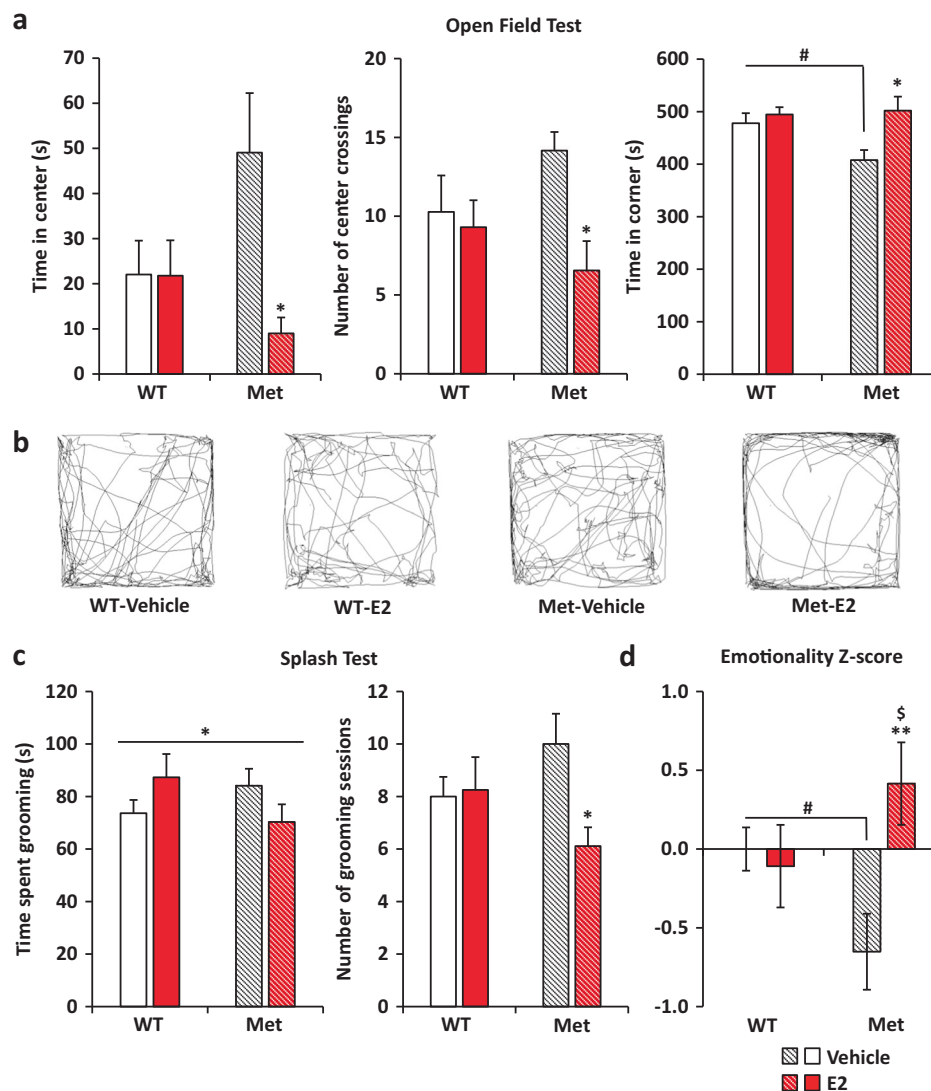 a
Open Field Test
Time in center (s)
70
60
50
40
30
20
10
0
*
WT
Met
Number of center crossings
20
15
10
5
0
*
WT
Met
Time in corner (s)
600
500
400
300
200
100
0
#
*
WT
Met
b
WT-Vehicle
WT-E2
Met-Vehicle
Met-E2
c
Splash Test
Time spent grooming (s)
120
100
80
60
40
20
0
*
WT
Met
Number of grooming sessions
12
10
8
6
4
2
0
*
WT
Met
d
Emotionality Z-score
1.0
0.5
0.0
-0.5
-1.0
#
$
**
WT
Met
Vehicle
E2